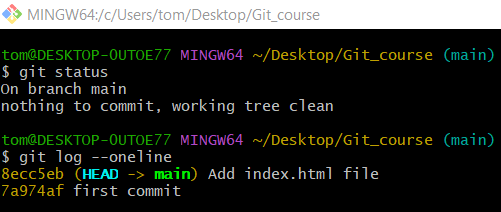 MINGW64:/c/Users/tom/Desktop/Git_course
tom@DESKTOP-OUTOE77 MINGW64 ~/Desktop/Git_course (main)
$ git status
On branch main
nothing to commit, working tree clean
tom@DESKTOP-OUTOE77 MINGW64 ~/Desktop/Git_course (main)
$ git log --oneline
8ecc5eb (HEAD -> main) Add index.html file
7a974af first commit